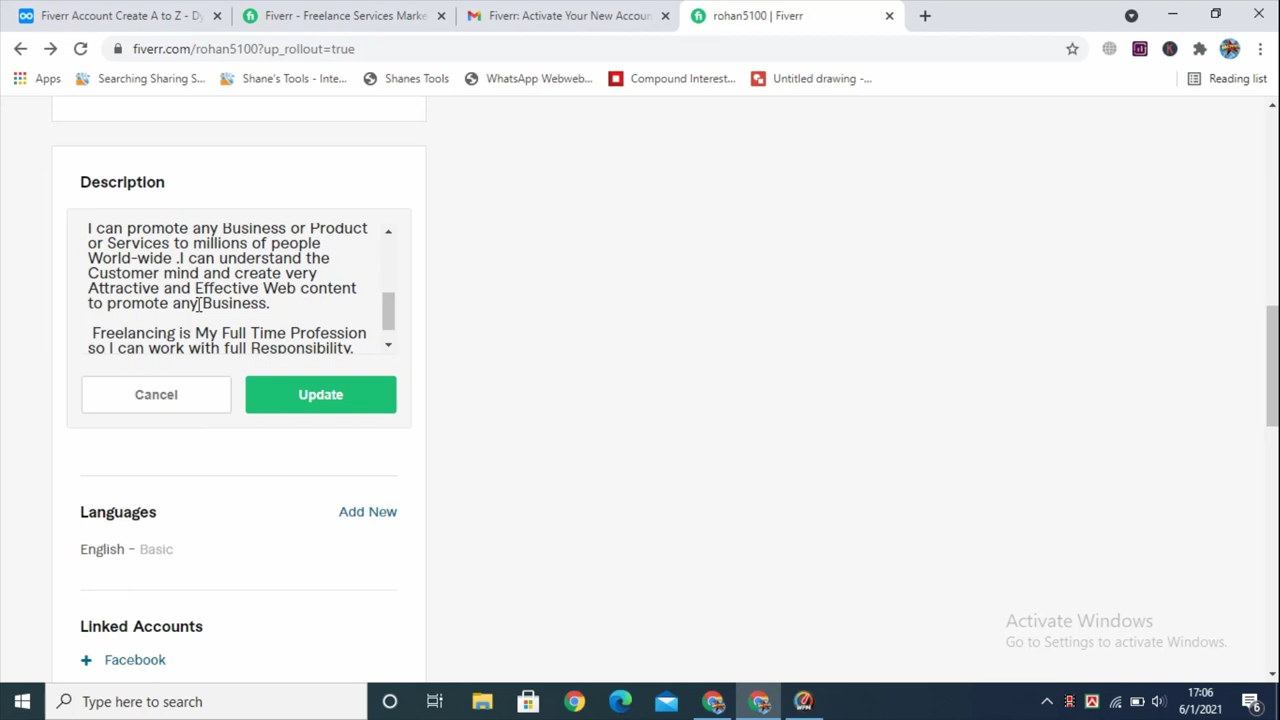 Fiverr Account Create A to Z - Dy
Fiverr - Freelance Services Marke
Fiverr: Activate Your New Accoun
rohan5100 | Fiverr
fiverr.com/rohan5100?up_rollout=true
Apps
Searching Sharing S...
Shane's Tools - Inte...
Shanes Tools
WhatsApp Webweb...
Compound Interest...
Untitled drawing -...
Reading list
Description
I can promote any Business or Product
or Services to millions of people
World-wide .I can understand the
Customer mind and create very
Attractive and Effective Web content
to promote any Business.
Freelancing is My Full Time Profession
so I can work with full Responsibility.
Cancel
Update
Languages
Add New
English - Basic
Linked Accounts
+ Facebook
Activate Windows
Go to Settings to activate Windows.
Type here to search
17:06
6/1/2021
6